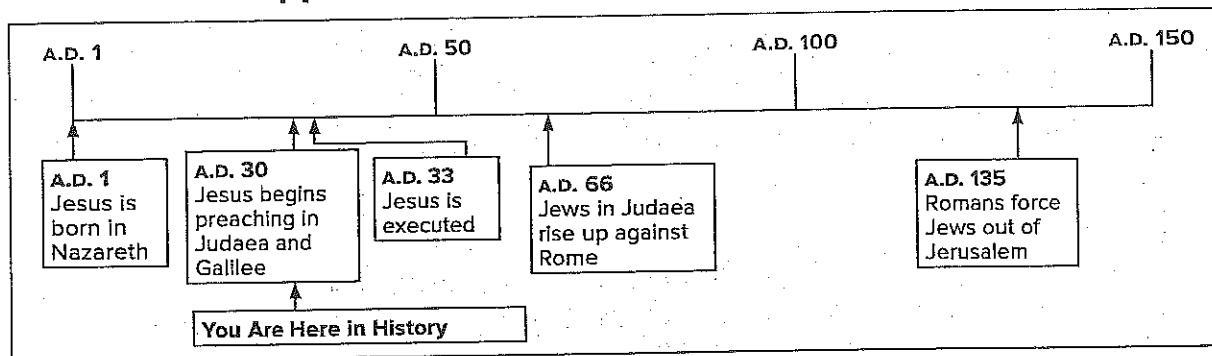 A.D. 1
A.D. 50
A.D. 100
A.D. 150
A.D. 1
Jesus is
born in
Nazareth
A.D. 30
Jesus begins
preaching in
Judaea and
Galilee
A.D. 33
Jesus is
executed
A.D. 66
Jews in Judaea
rise up against
Rome
A.D. 135
Romans force
Jews out of
Jerusalem
You Are Here in History